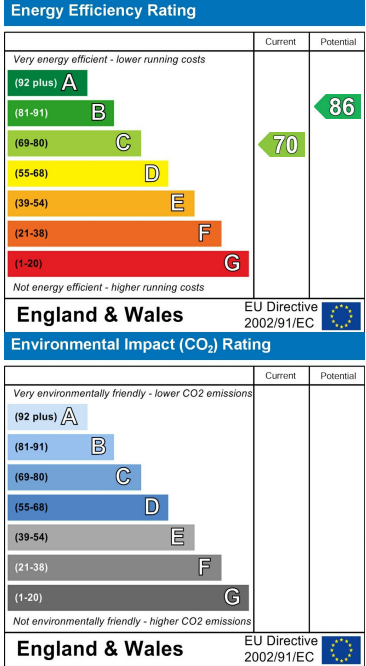 Energy Efficiency Rating
Current Potential
Very energy efficient - lower running costs
(92 plus) A
(81-91) B
86
(69-80) C
70
(55-68) D
(39-54) E
(21-38) F
(1-20) G
Not energy efficient - higher running costs
England & Wales
EU Directive
2002/91/EC
Environmental Impact (CO₂) Rating
Current Potential
Very environmentally friendly - lower CO2 emissions
(92 plus) A
(81-91) B
(69-80) C
(55-68) D
(39-54) E
(21-38) F
(1-20) G
Not environmentally friendly - higher CO2 emissions
England & Wales
EU Directive
2002/91/EC